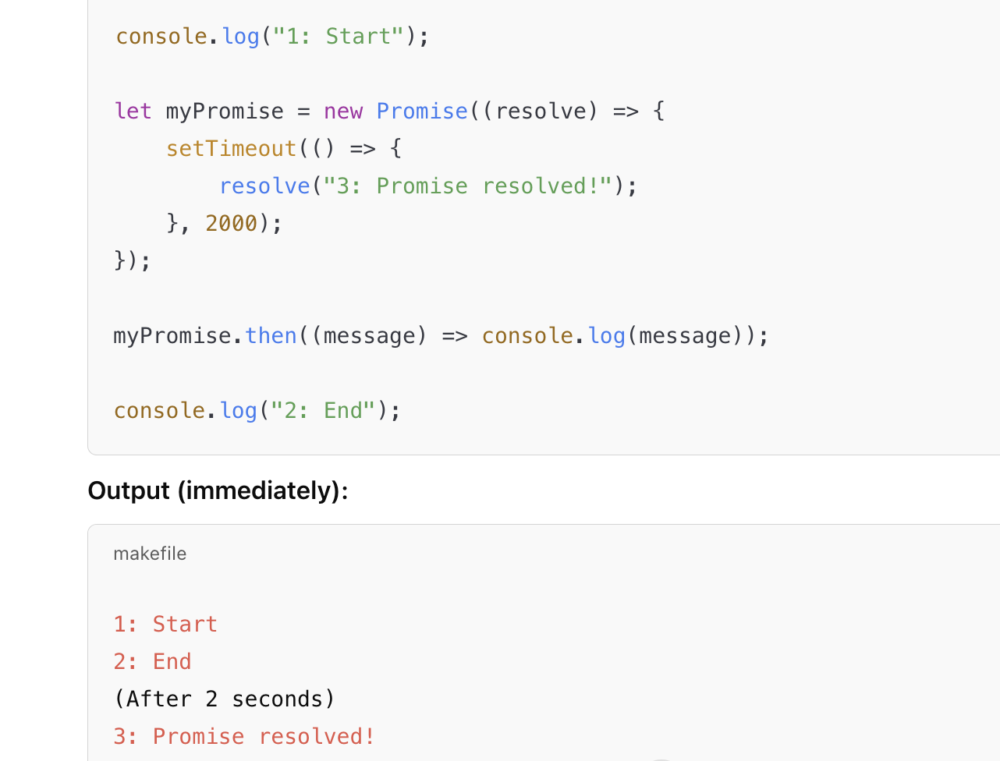 console.log("1: Start");
let myPromise = new Promise((resolve) => {
    setTimeout(() => {
        resolve("3: Promise resolved!");
    }, 2000);
});
myPromise.then((message) => console.log(message));
console.log("2: End");
Output (immediately):
makefile
1: Start
2: End
(After 2 seconds)
3: Promise resolved!